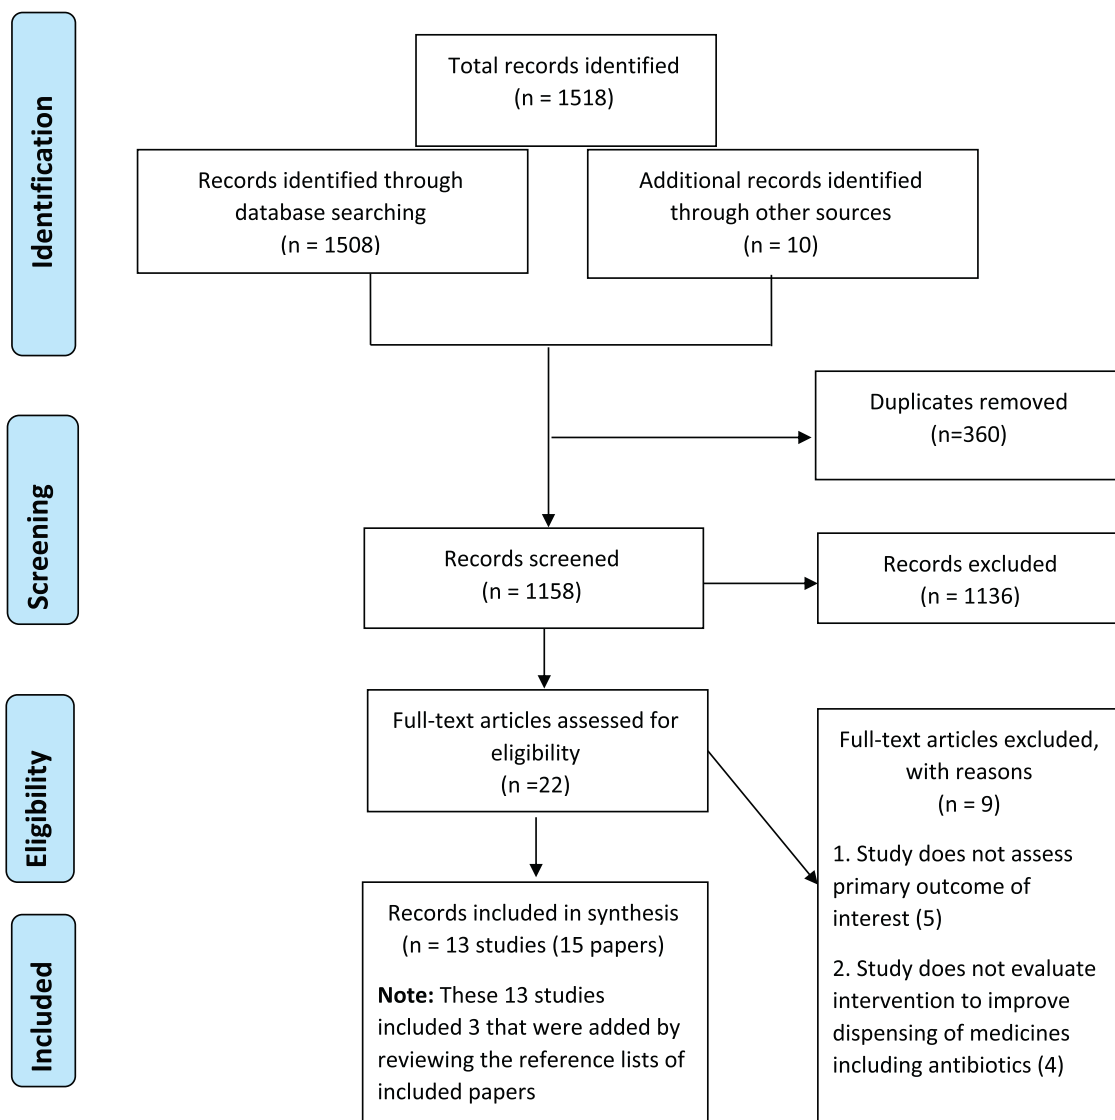 Identification
Total records identified
(n = 1518)
Records identified through
database searching
(n = 1508)
Additional records identified
through other sources
(n = 10)
Screening
Duplicates removed
(n=360)
Records screened
(n = 1158)
Records excluded
(n = 1136)
Eligibility
Full-text articles assessed for
eligibility
(n =22)
Full-text articles excluded,
with reasons
(n = 9)
1. Study does not assess
primary outcome of
interest (5)
2. Study does not evaluate
intervention to improve
dispensing of medicines
including antibiotics (4)
Included
Records included in synthesis
(n = 13 studies (15 papers)
Note: These 13 studies
included 3 that were added by
reviewing the reference lists of
included papers